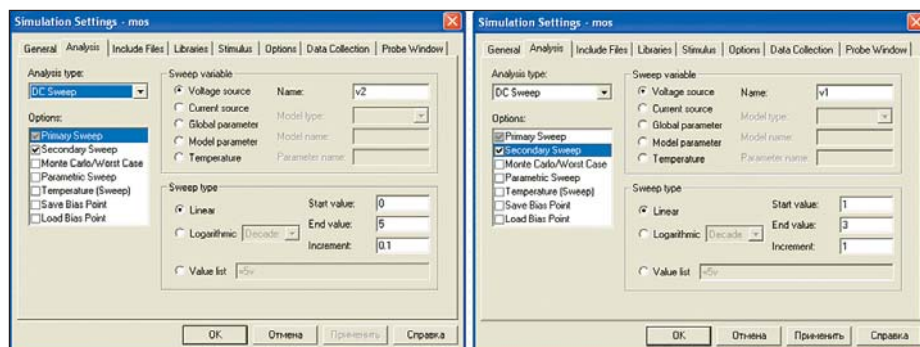 Simulation Settings - mos
General Analysis Include Files Libraries Stimulus Options Data Collection Probe Window
Analysis type:
DC Sweep
Options:
Primary Sweep
Secondary Sweep
Monte Carlo/Worst Case
Parametric Sweep
Temperature (Sweep)
Save Bias Point
Load Bias Point
Sweep variable
Voltage source
Current source
Global parameter
Model parameter
Temperature
Name: v2
Model type:
Model name:
Parameter name:
Sweep type
Linear
Logarithmic Decade
Value list =5v
Start value: 0
End value: 5
Increment: 0.1
OK Отмена Применить Справка
Simulation Settings - mos
General Analysis Include Files Libraries Stimulus Options Data Collection Probe Window
Analysis type:
DC Sweep
Options:
Primary Sweep
Secondary Sweep
Monte Carlo/Worst Case
Parametric Sweep
Temperature (Sweep)
Save Bias Point
Load Bias Point
Sweep variable
Voltage source
Current source
Global parameter
Model parameter
Temperature
Name: v1
Model type:
Model name:
Parameter name:
Sweep type
Linear
Logarithmic Decade
Value list =5v
Start value: 1
End value: 3
Increment: 1
OK Отмена Применить Справка